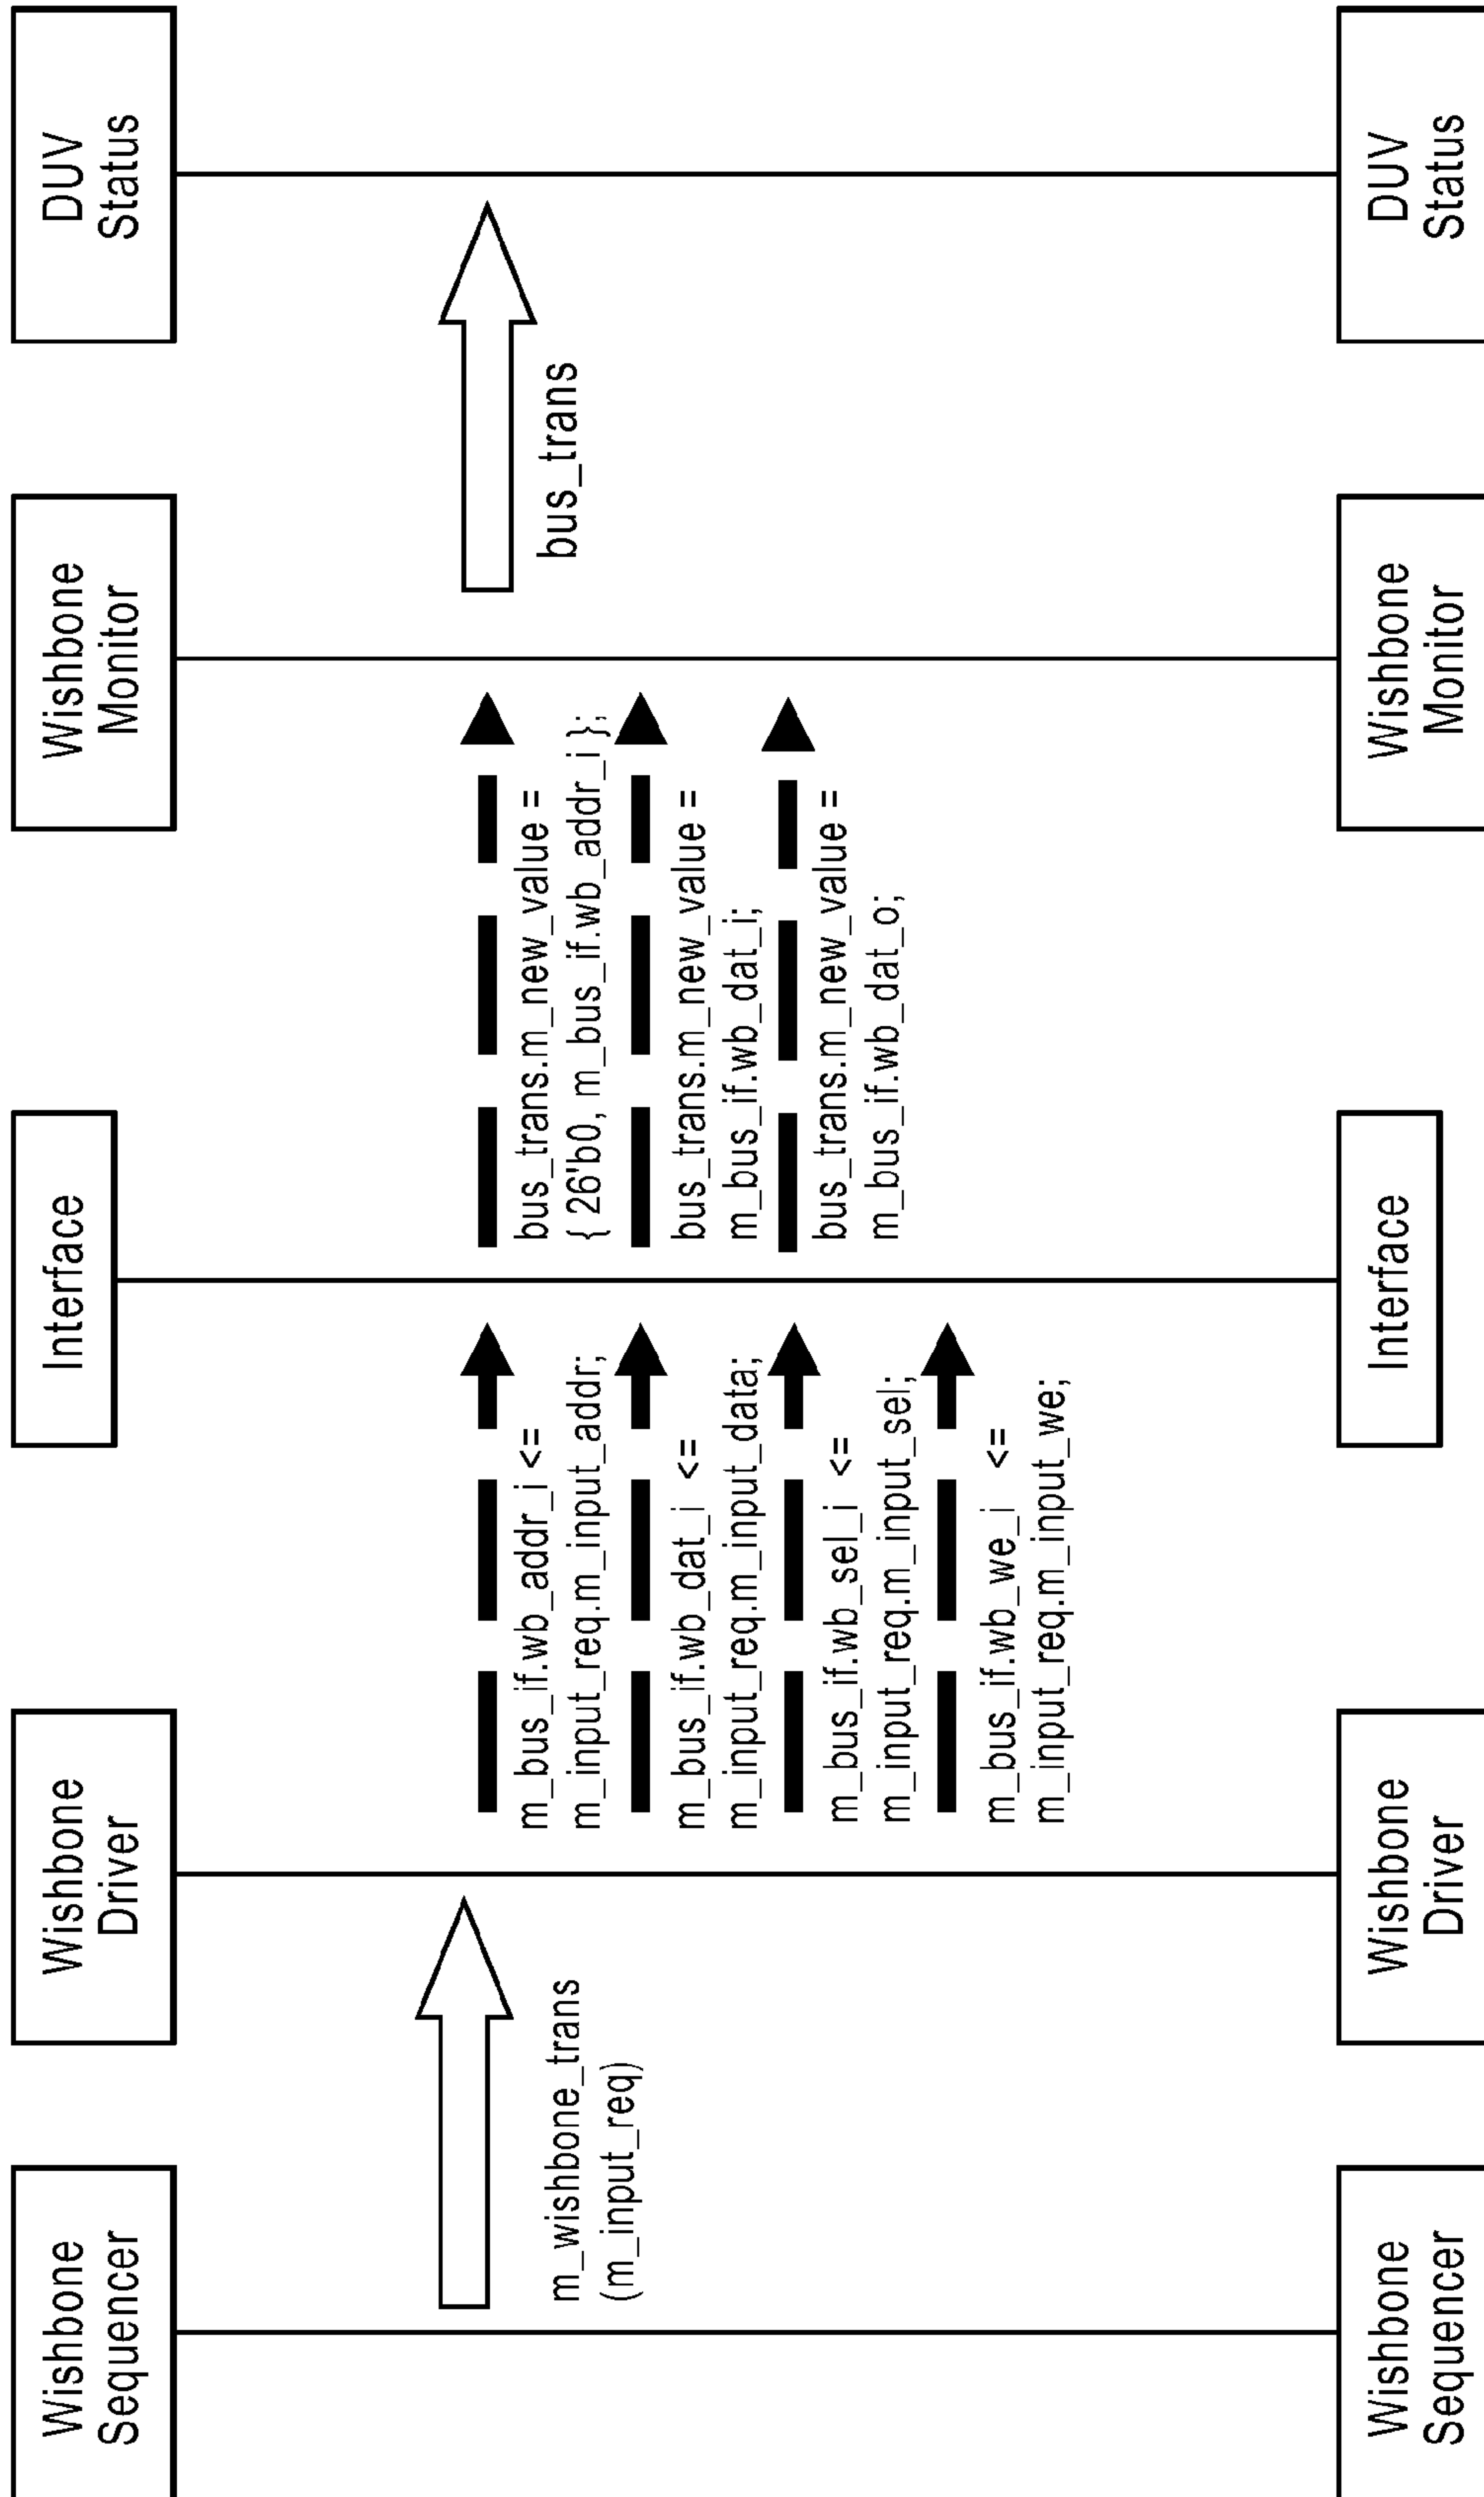 Wishbone
Sequencer
Wishbone
Driver
Interface
Wishbone
Monitor
DUV
Status
m_wishbone_trans
(m_input_req)
m_bus_if.wb_addr_i <=
m_input_req.m_input_addr;
m_bus_if.wb_dat_i <=
m_input_req.m_input_data;
m_bus_if.wb_sel_i <=
m_input_req.m_input_sel;
m_bus_if.wb_we_i <=
m_input_req.m_input_we;
bus_trans.m_new_value =
{ 26'b0, m_bus_if.wb_addr_i };
bus_trans.m_new_value =
m_bus_if.wb_dat_i;
bus_trans.m_new_value =
m_bus_if.wb_dat_o;
bus_trans
Wishbone
Sequencer
Wishbone
Driver
Interface
Wishbone
Monitor
DUV
Status